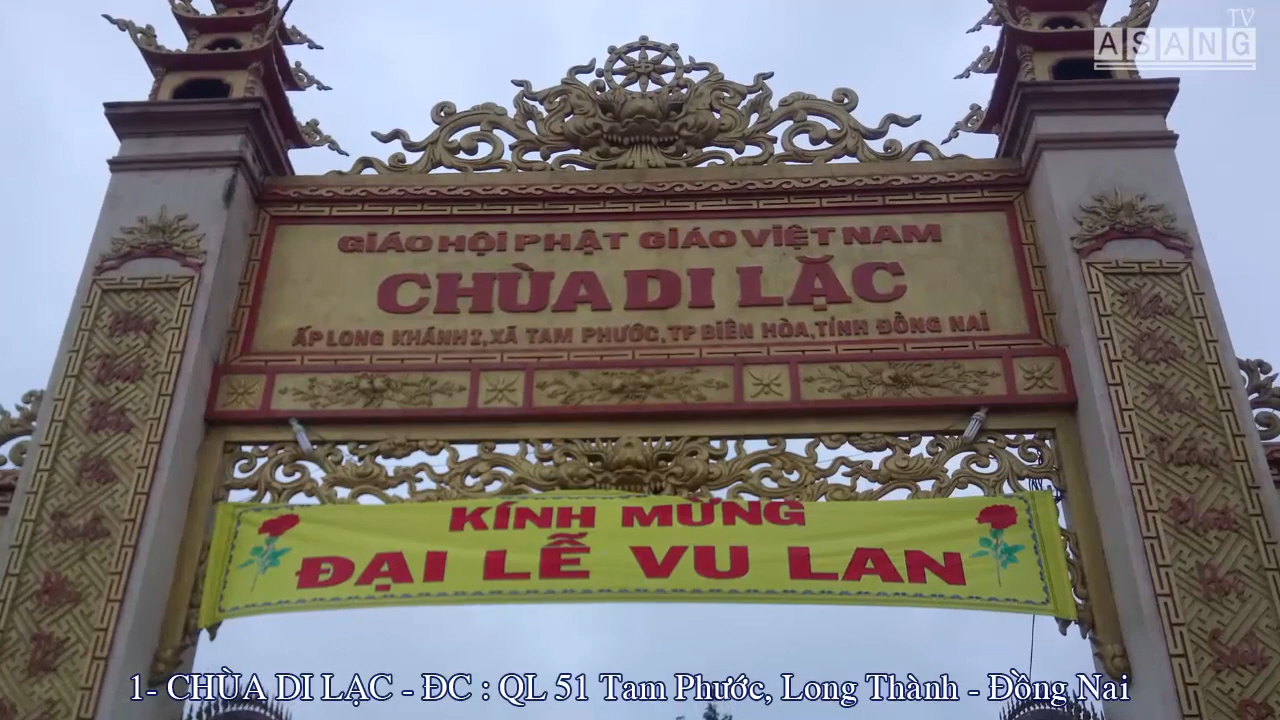 ASANG TV
GIÁO HỘI PHẬT GIÁO VIỆT NAM
CHÙA DI LẶC
ẤP LONG KHÁNH I, XÃ TAM PHƯỚC, TP BIÊN HÒA, TỈNH ĐỒNG NAI
KÍNH MỪNG
ĐẠI LỄ VU LAN
1- CHÙA DI LẠC - ĐC : QL 51 Tam Phước, Long Thành - Đồng Nai